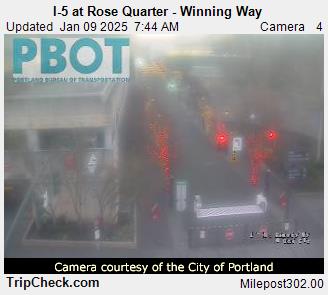 I-5 at Rose Quarter - Winning Way
Updated Jan 09 2025 7:44 AM Camera 4
PBOT
PORTLAND BUREAU OF TRANSPORTATION
Camera courtesy of the City of Portland
TripCheck.com Milepost302.00